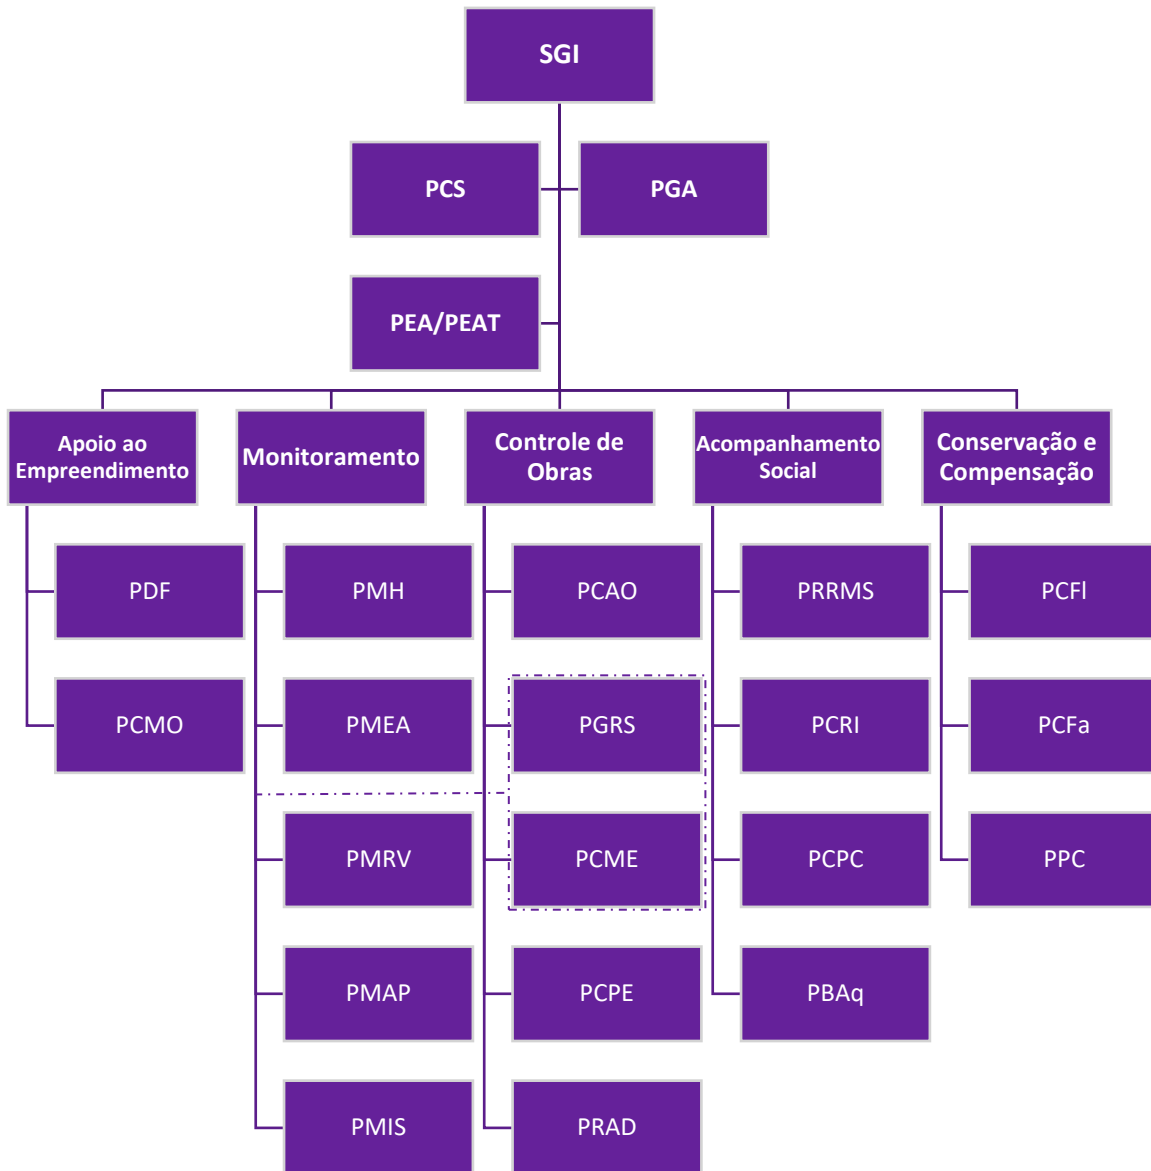 SGI
PCS
PGA
PEA/PEAT
Apoio ao
Empreendimento
Monitoramento
Controle de
Obras
Acompanhamento
Social
Conservação e
Compensação
PDF
PMH
PCAO
PRRMS
PCFl
PCMO
PMEA
PGRS
PCRI
PCFa
PMRV
PCME
PCPC
PPC
PMAP
PCPE
PBAq
PMIS
PRAD